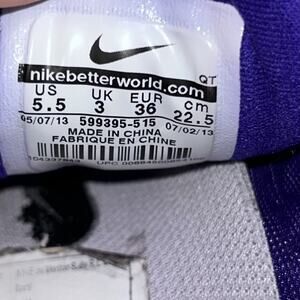 nikebetterworld.com QT
US UK EUR cm
5.5 3 36 22.5
05/07/13 599395-515 07/02/13
MADE IN CHINA
FABRIQUE EN CHINE